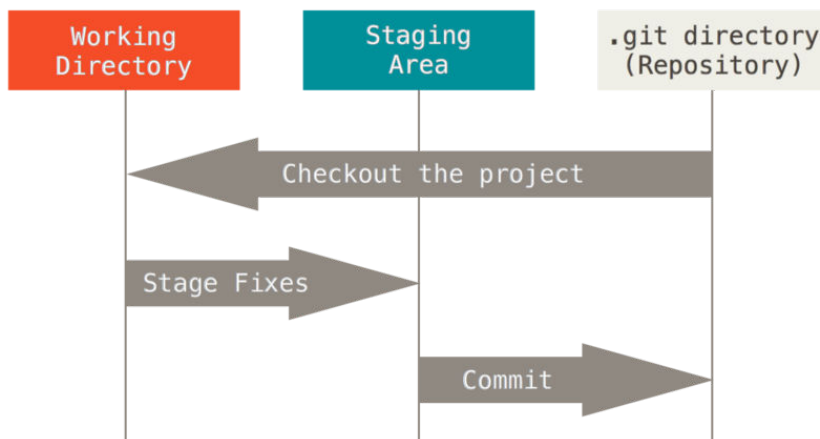 Working
Directory
Staging
Area
.git directory
(Repository)
Checkout the project
Stage Fixes
Commit